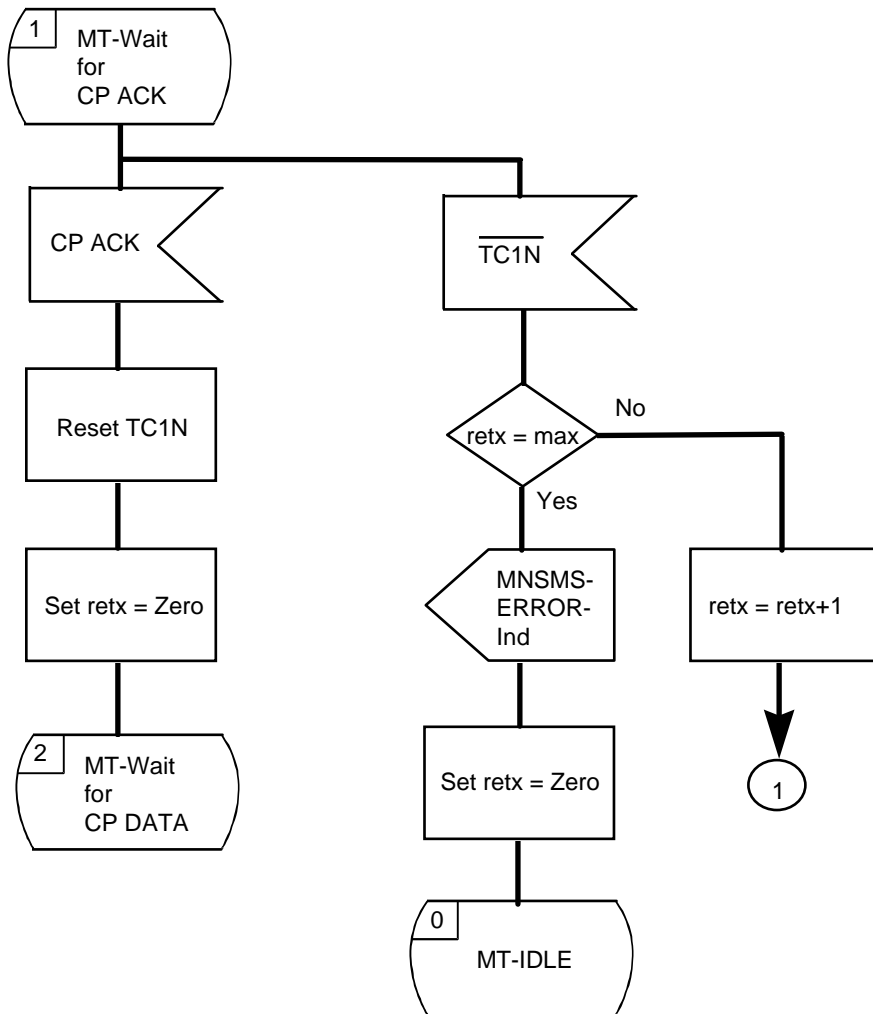 1
MT-Wait
for
CP ACK
CP ACK
TC1N
Reset TC1N
retx = max
No
Yes
Set retx = Zero
MNSMS-
ERROR-
Ind
retx = retx+1
2
MT-Wait
for
CP DATA
Set retx = Zero
1
0
MT-IDLE